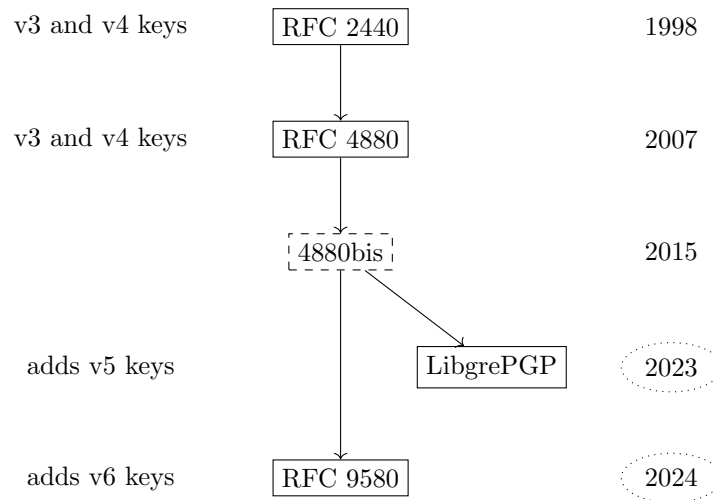 v3 and v4 keys RFC 2440 1998
v3 and v4 keys RFC 4880 2007
4880bis 2015
adds v5 keys LibgrePGP 2023
adds v6 keys RFC 9580 2024